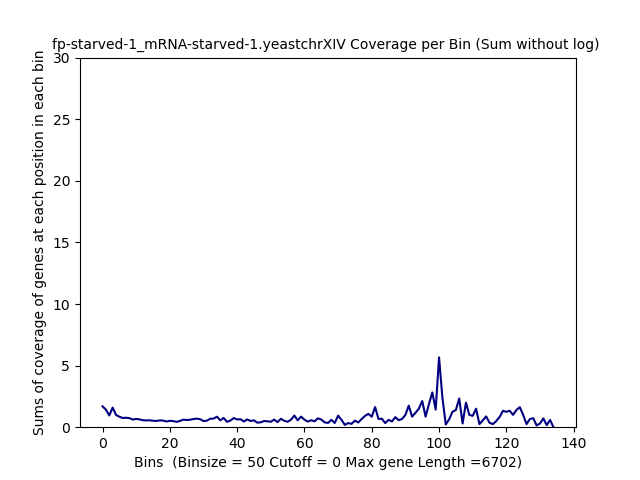 fp-starved-1_mRNA-starved-1.yeastchrXIV Coverage per Bin (Sum without log)
Sums of coverage of genes at each position in each bin
30
25
20
15
10
5
0
0 20 40 60 80 100 120 140
Bins  (Binsize = 50 Cutoff = 0 Max gene Length =6702)